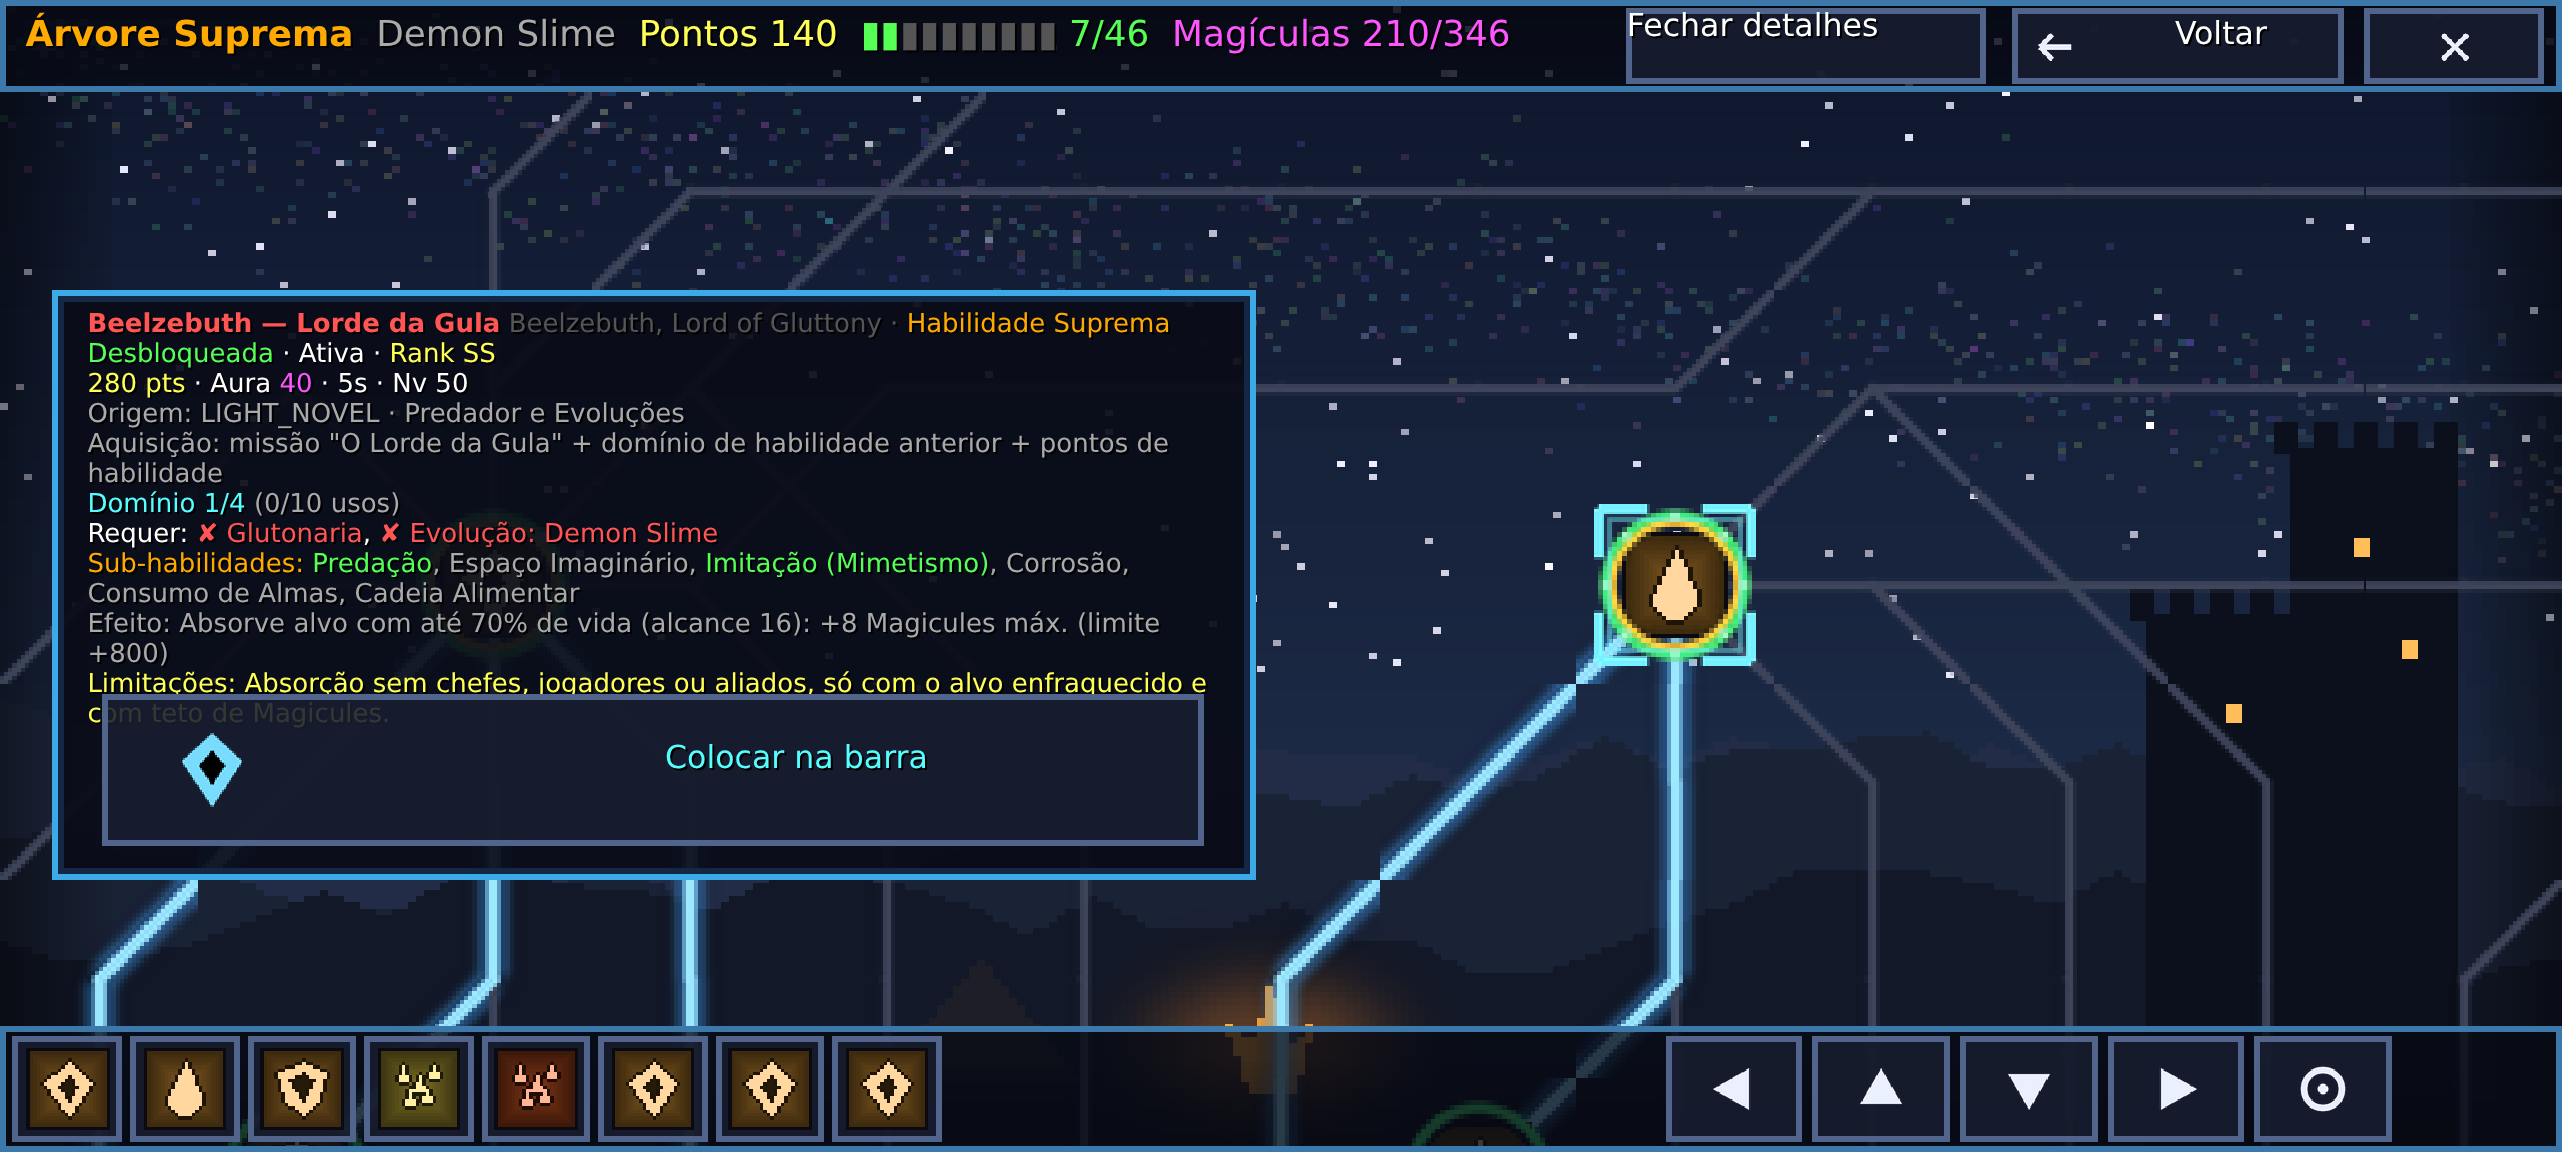 Árvore Suprema Demon Slime Pontos 140 7/46 Magículas 210/346
Fechar detalhes
Voltar
Beelzebuth — Lorde da Gula Beelzebuth, Lord of Gluttony · Habilidade Suprema
Desbloqueada · Ativa · Rank SS
280 pts · Aura 40 · 5s · Nv 50
Origem: LIGHT_NOVEL · Predador e Evoluções
Aquisição: missão "O Lorde da Gula" + domínio de habilidade anterior + pontos de
habilidade
Domínio 1/4 (0/10 usos)
Requer: ✘ Glutonaria, ✘ Evolução: Demon Slime
Sub-habilidades: Predação, Espaço Imaginário, Imitação (Mimetismo), Corrosão,
Consumo de Almas, Cadeia Alimentar
Efeito: Absorve alvo com até 70% de vida (alcance 16): +8 Magicules máx. (limite
+800)
Limitações: Absorção sem chefes, jogadores ou aliados, só com o alvo enfraquecido e
com teto de Magicules.
Colocar na barra